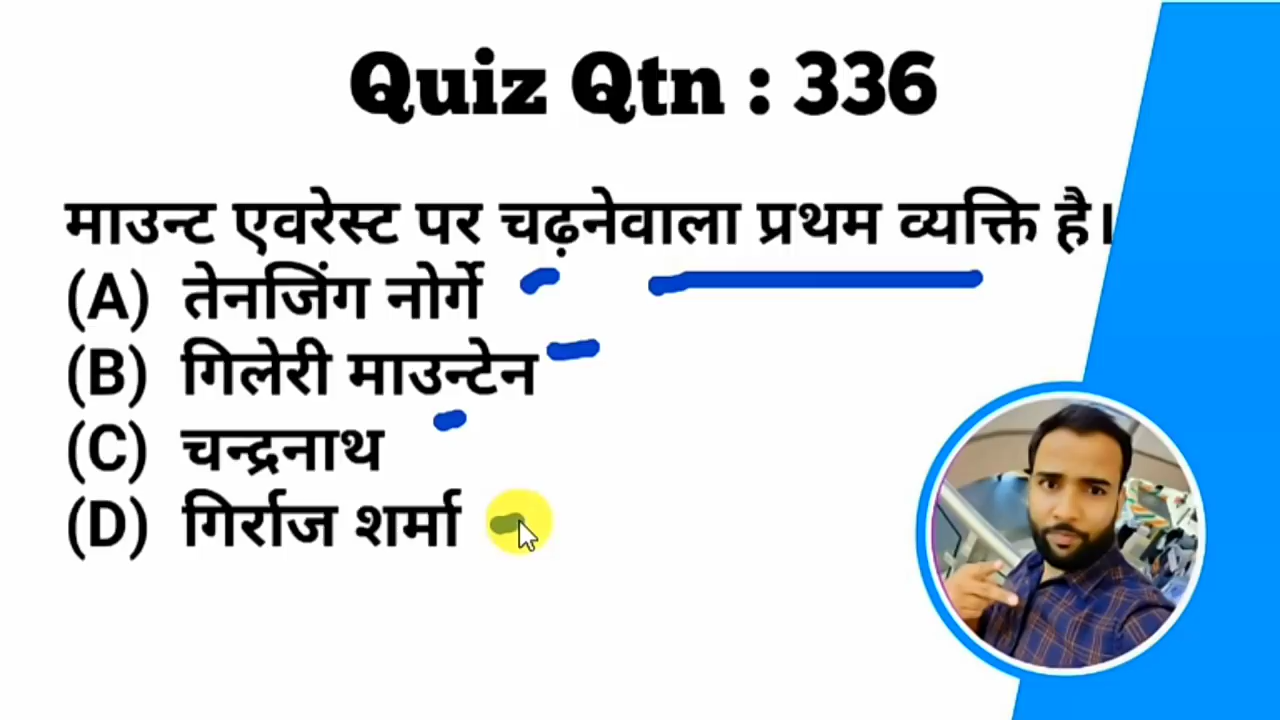 Quiz Qtn : 336
माउन्ट एवरेस्ट पर चढ़नेवाला प्रथम व्यक्ति है।
(A) तेनजिंग नोर्गे
(B) गिलेरी माउन्टेन
(C) चन्द्रनाथ
(D) गिर्राज शर्मा